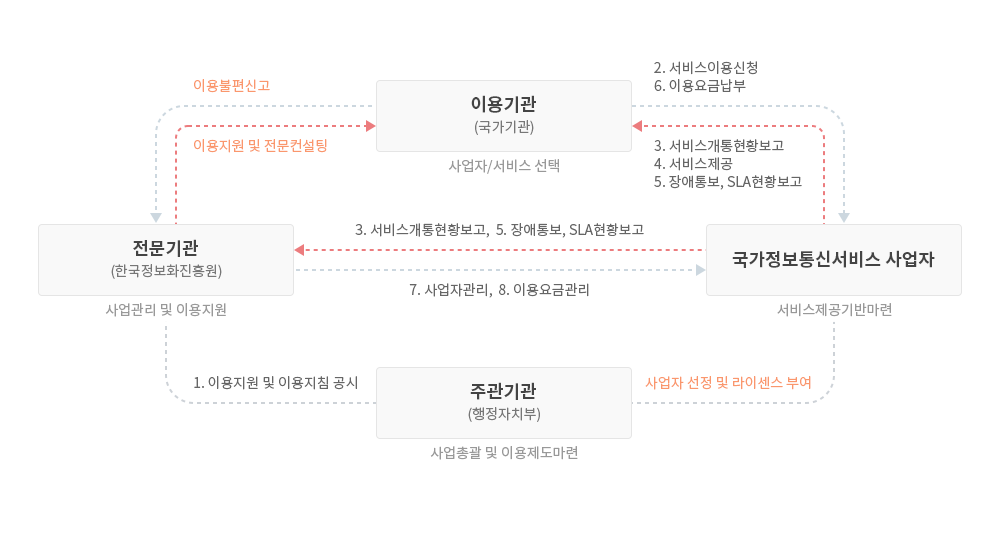 이용불편신고
이용지원 및 전문컨설팅
이용기관
(국가기관)
사업자/서비스 선택
2. 서비스이용신청
6. 이용요금납부
3. 서비스개통현황보고
4. 서비스제공
5. 장애통보, SLA현황보고
전문기관
(한국정보화진흥원)
사업관리 및 이용지원
3. 서비스개통현황보고, 5. 장애통보, SLA현황보고
7. 사업자관리, 8. 이용요금관리
국가정보통신서비스 사업자
서비스제공기반마련
1. 이용지원 및 이용지침 공시
주관기관
(행정자치부)
사업총괄 및 이용제도마련
사업자 선정 및 라이센스 부여